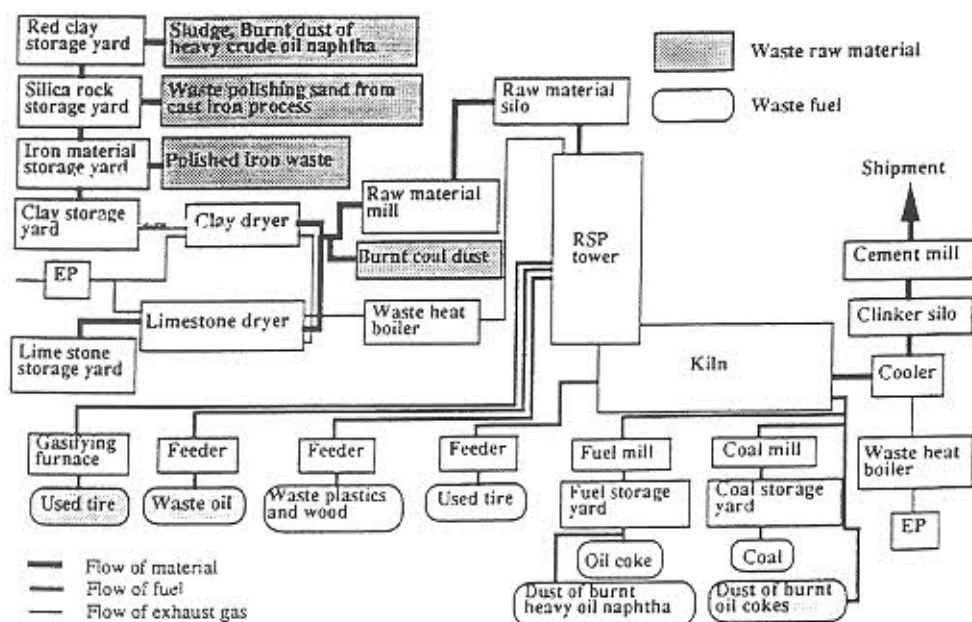 Red clay
storage yard
Sludge, Burnt dust of
heavy crude oil naphtha
Waste raw material
Silica rock
storage yard
Waste polishing sand from
cast iron process
Raw material
silo
Waste fuel
Iron material
storage yard
Polished Iron waste
Raw material
mill
Shipment
Clay storage
yard
Clay dryer
RSP
tower
Burnt coal dust
Cement mill
EP
Waste heat
boiler
Limestone dryer
Clinker silo
Lime stone
storage yard
Kiln
Cooler
Gasifying
furnace
Feeder
Feeder
Feeder
Fuel mill
Coal mill
Waste heat
boiler
Used tire
Waste oil
Waste plastics
and wood
Used tire
Fuel storage
yard
Coal storage
yard
EP
Oil coke
Coal
Flow of material
Flow of fuel
Flow of exhaust gas
Dust of burnt
heavy oil naphtha
Dust of burnt
oil cokes